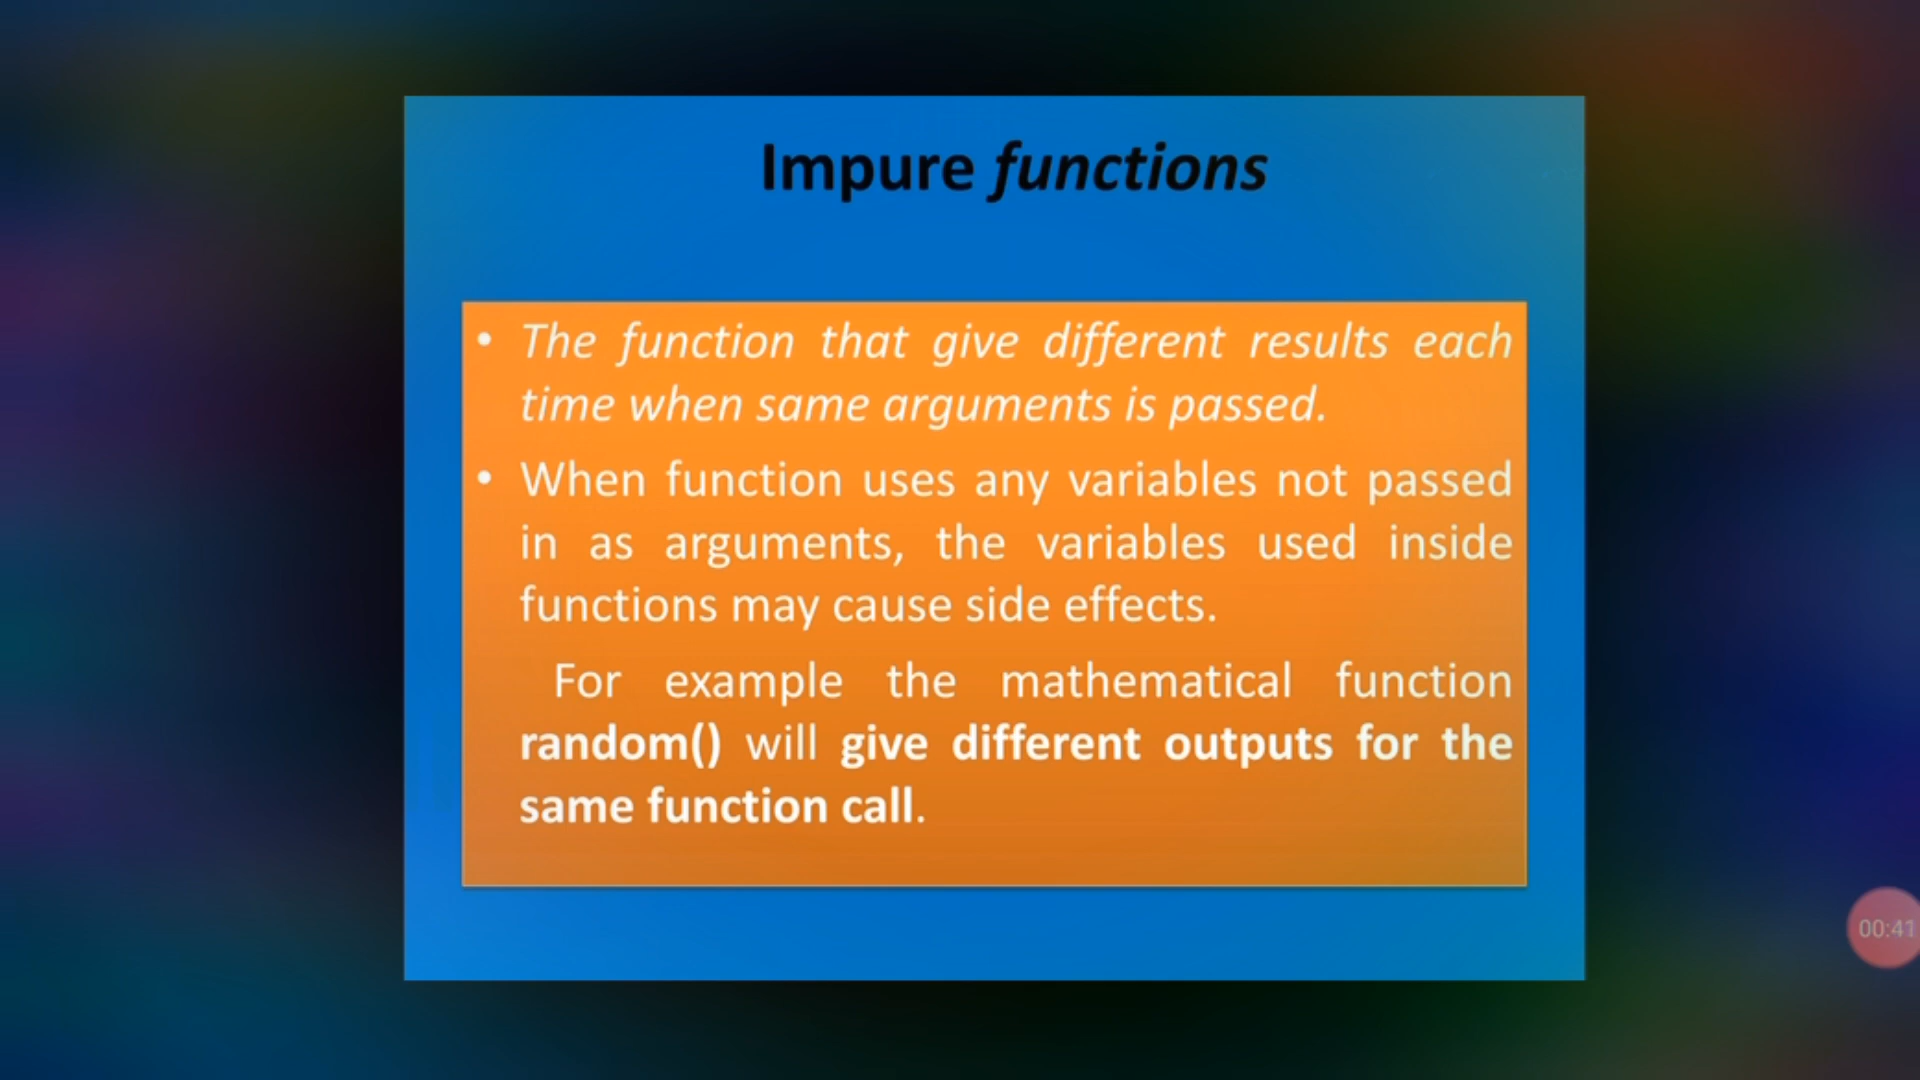 Impure functions
• The function that give different results each
time when same arguments is passed.
• When function uses any variables not passed
in as arguments, the variables used inside
functions may cause side effects.
For example the mathematical function
random() will give different outputs for the
same function call.
00:41